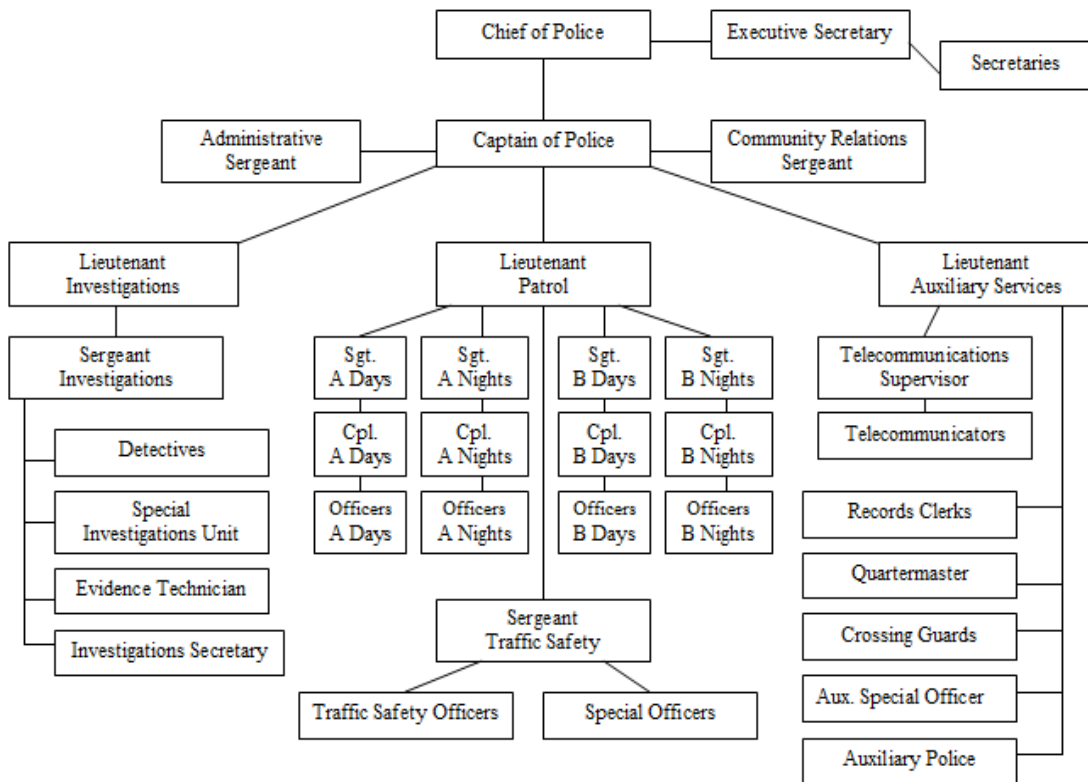 Chief of Police
Executive Secretary
Secretaries
Administrative
Sergeant
Captain of Police
Community Relations
Sergeant
Lieutenant
Investigations
Lieutenant
Patrol
Lieutenant
Auxiliary Services
Sergeant
Investigations
Sgt.
A Days
Sgt.
A Nights
Sgt.
B Days
Sgt.
B Nights
Telecommunications
Supervisor
Detectives
Cpl.
A Days
Cpl.
A Nights
Cpl.
B Days
Cpl.
B Nights
Telecommunicators
Special
Investigations Unit
Officers
A Days
Officers
A Nights
Officers
B Days
Officers
B Nights
Records Clerks
Evidence Technician
Quartermaster
Investigations Secretary
Sergeant
Traffic Safety
Crossing Guards
Traffic Safety Officers
Special Officers
Aux. Special Officer
Auxiliary Police